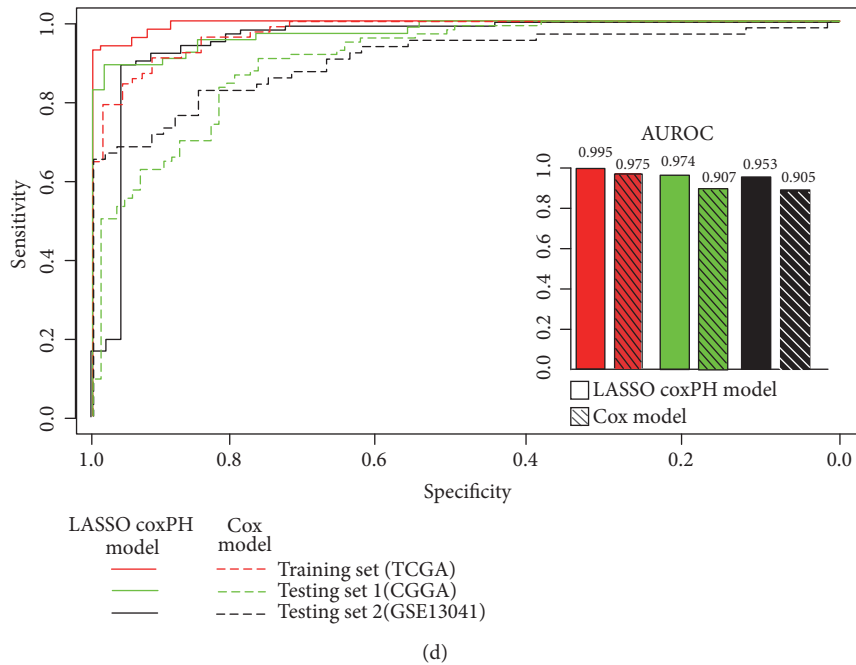 1.0
0.8
0.6
0.4
0.2
0.0
Sensitivity
1.0 0.8 0.6 0.4 0.2 0.0
Specificity
AUROC
0.995 0.975 0.974 0.907 0.953 0.905
1.0
0.8
0.6
0.4
0.2
0.0
LASSO coxPH model
Cox model
LASSO coxPH Cox
model model
Training set (TCGA)
Testing set 1(CGGA)
Testing set 2(GSE13041)
(d)